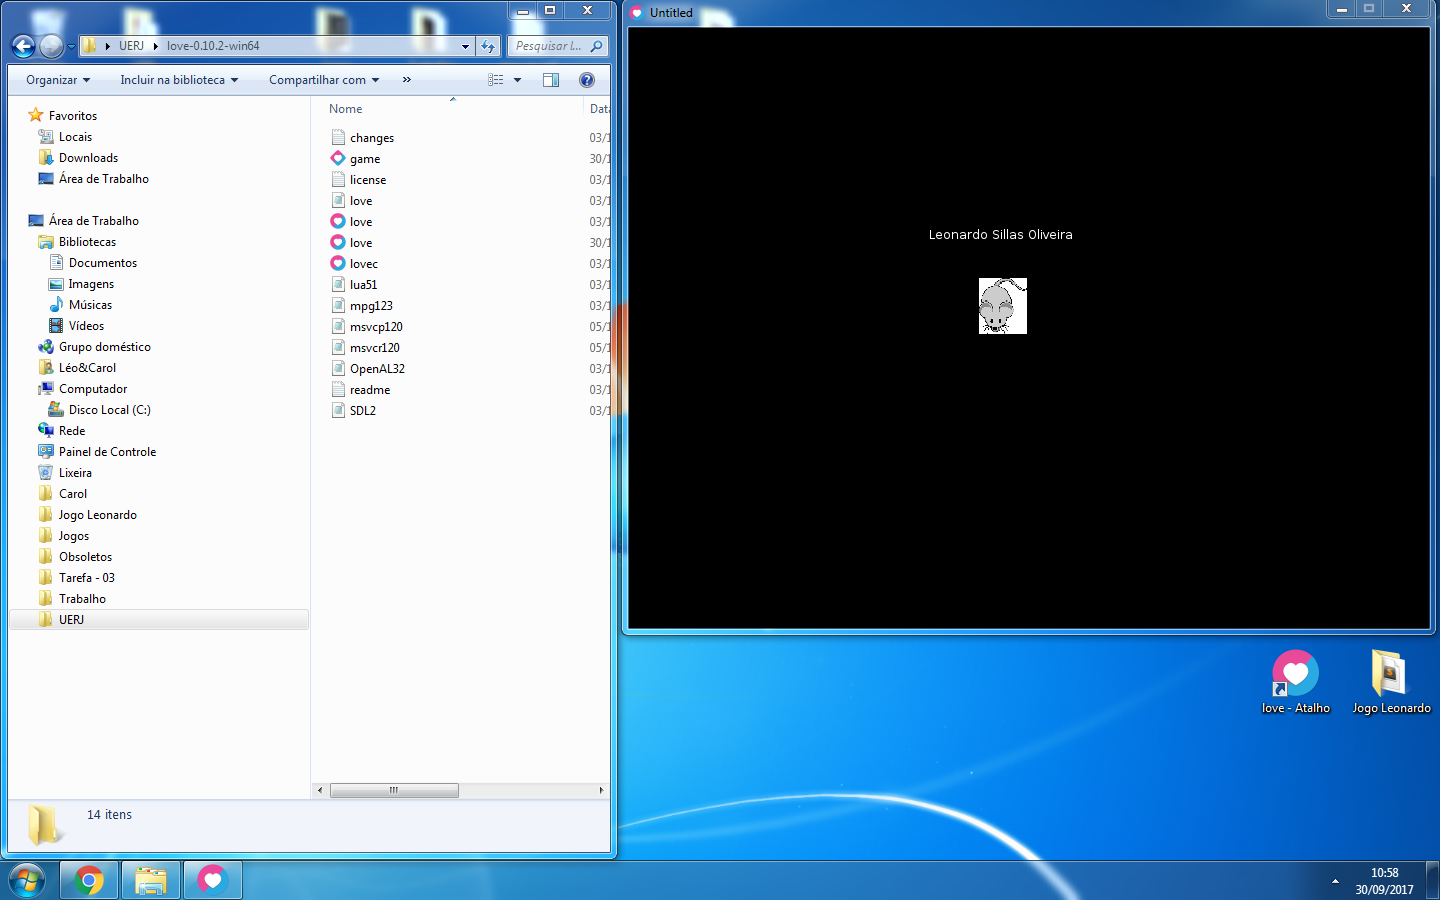 UERJ
love-0.10.2-win64
Pesquisar l...
Organizar
Incluir na biblioteca
Compartilhar com
»
Favoritos
Locais
Downloads
Área de Trabalho
Área de Trabalho
Bibliotecas
Documentos
Imagens
Músicas
Vídeos
Grupo doméstico
Léo&Carol
Computador
Disco Local (C:)
Rede
Painel de Controle
Lixeira
Carol
Jogo Leonardo
Jogos
Obsoletos
Tarefa - 03
Trabalho
UERJ
Nome Data
changes 03/1
game 30/1
license 03/1
love 03/1
love 03/1
love 30/1
lovec 03/1
lua51 03/1
mpg123 03/1
msvcp120 05/1
msvcr120 05/1
OpenAL32 03/1
readme 03/1
SDL2 03/1
14 itens
Untitled
Leonardo Sillas Oliveira
love - Atalho
Jogo Leonardo
10:58
30/09/2017